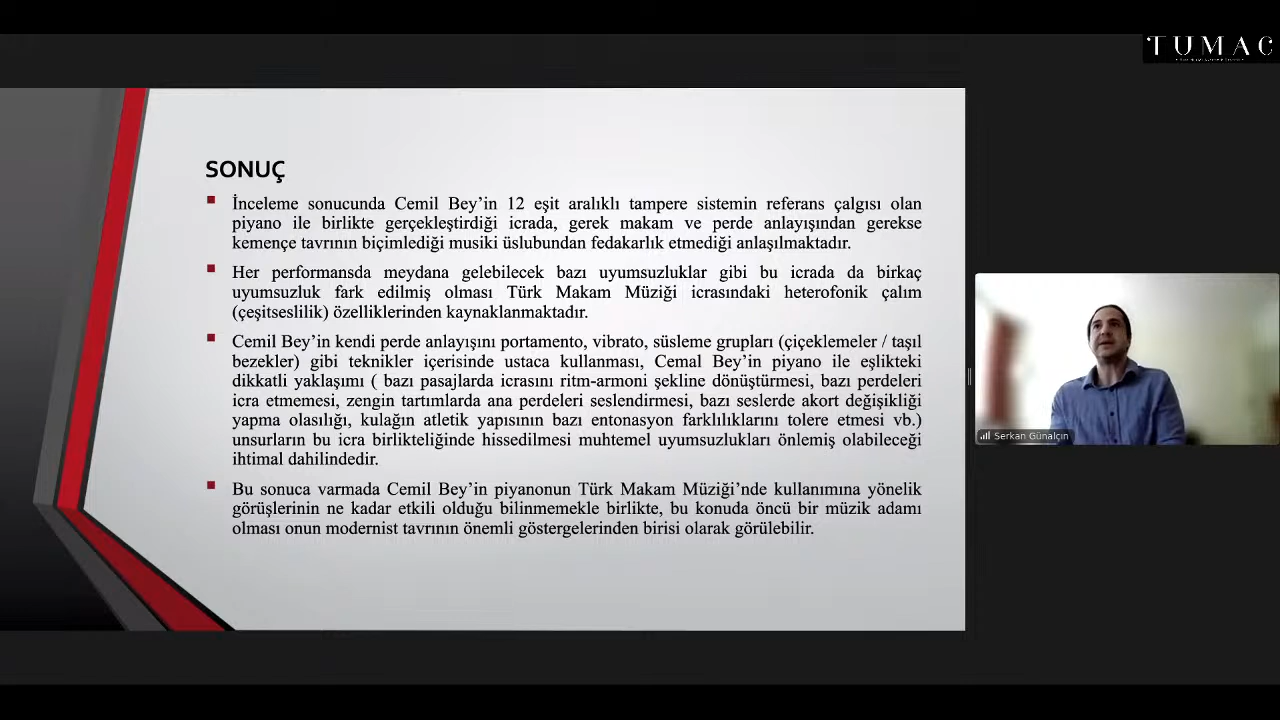 TUMAC
SONUÇ
İnceleme sonucunda Cemil Bey’in 12 eşit aralıklı tampere sistemin referans çalgısı olan
piyano ile birlikte gerçekleştirdiği icrada, gerek makam ve perde anlayışından gerekse
kemençe tavrının biçimlediği musiki üslubundan fedakarlık etmediği anlaşılmaktadır.
Her performansda meydana gelebilecek bazı uyumsuzluklar gibi bu icrada da birkaç
uyumsuzluk fark edilmiş olması Türk Makam Müziği icrasındaki heterofonik çalım
(çeşitseslilik) özelliklerinden kaynaklanmaktadır.
Cemil Bey’in kendi perde anlayışını portamento, vibrato, süsleme grupları (çiçeklemeler / taşıl
bezekler) gibi teknikler içerisinde ustaca kullanması, Cemal Bey’in piyano ile eşlikteki
dikkatli yaklaşımı ( bazı pasajlarda icrasını ritm-armoni şekline dönüştürmesi, bazı perdeleri
icra etmemesi, zengin tartımlarda ana perdeleri seslendirmesi, bazı seslerde akort değişikliği
yapma olasılığı, kulağın atletik yapısının bazı entonasyon farklılıklarını tolere etmesi vb.)
unsurların bu icra birlikteliğinde hissedilmesi muhtemel uyumsuzlukları önlemiş olabileceği
ihtimal dahilindedir.
Bu sonuca varmada Cemil Bey’in piyanonun Türk Makam Müziği’nde kullanımına yönelik
görüşlerinin ne kadar etkili olduğu bilinmemekle birlikte, bu konuda öncü bir müzik adamı
olması onun modernist tavrının önemli göstergelerinden birisi olarak görülebilir.
Serkan Günalçın